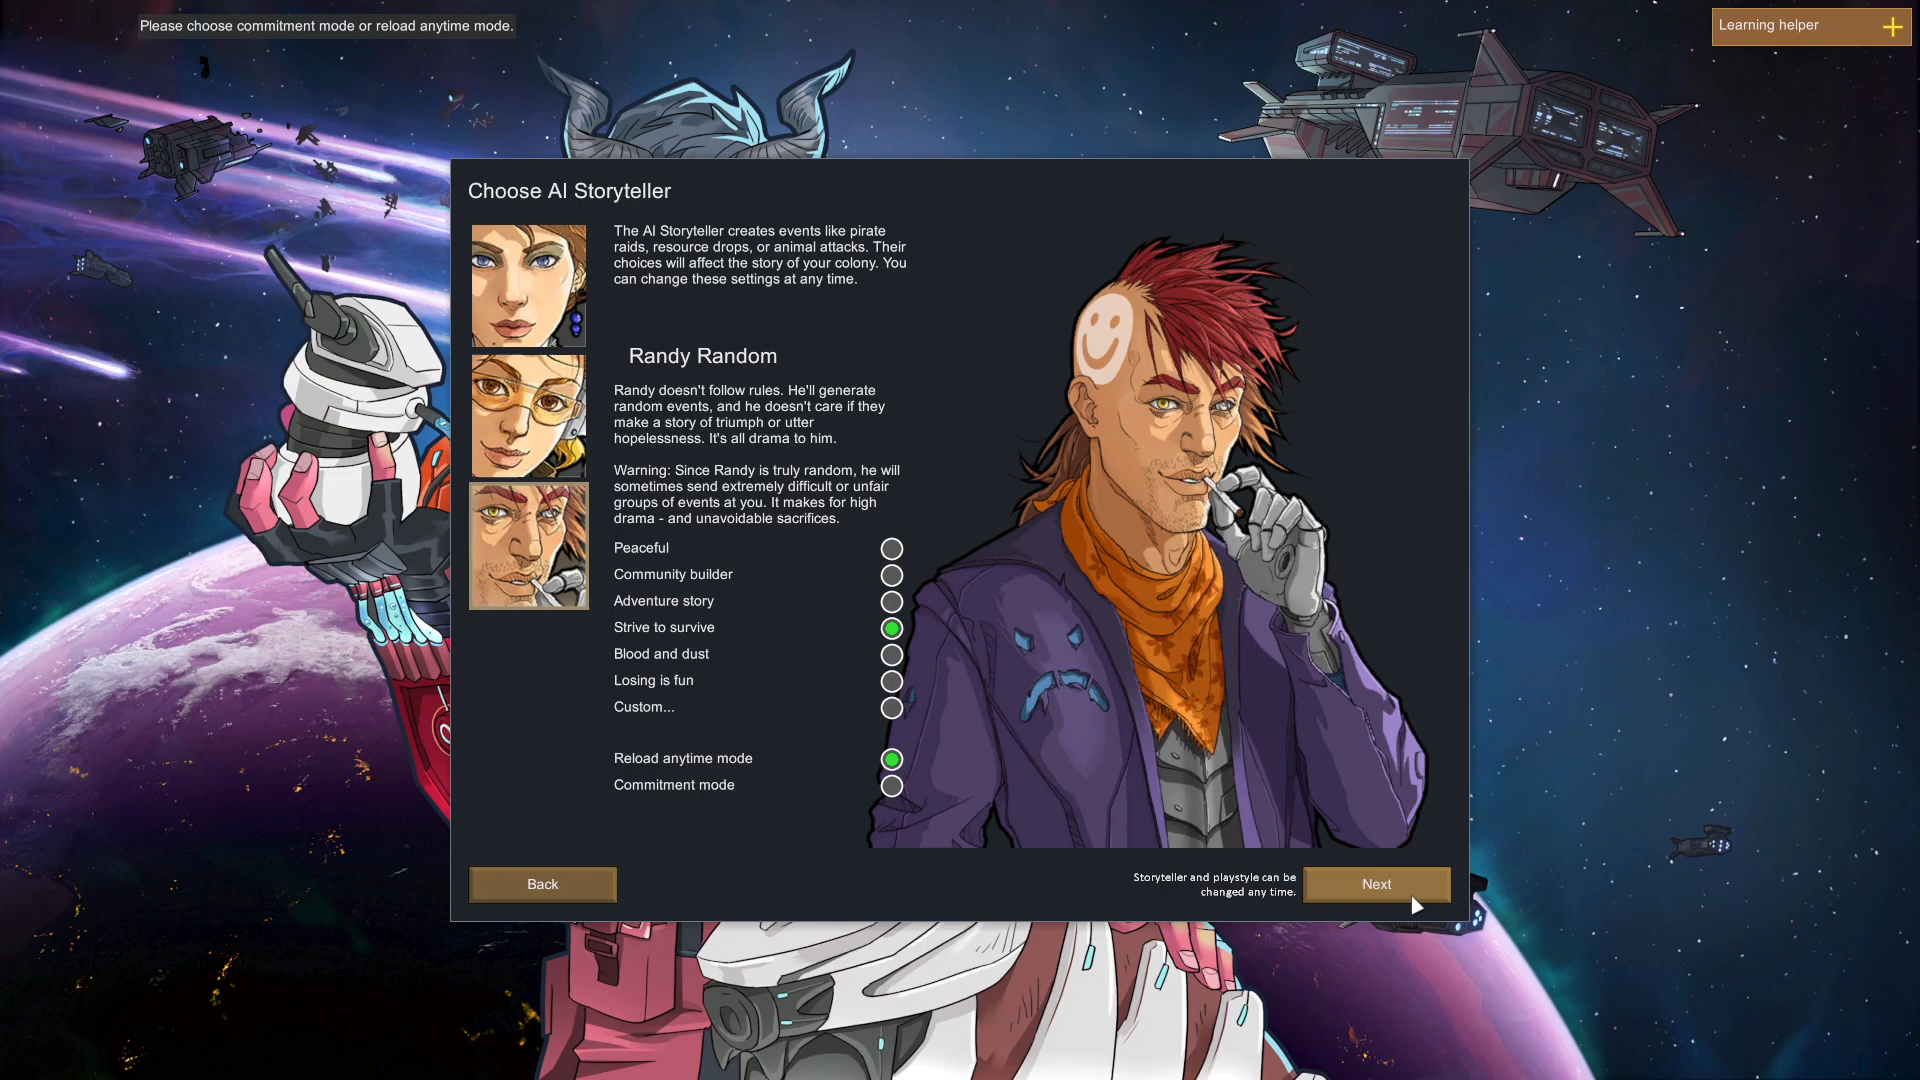 Please choose commitment mode or reload anytime mode.
Learning helper
Choose AI Storyteller
The AI Storyteller creates events like pirate
raids, resource drops, or animal attacks. Their
choices will affect the story of your colony. You
can change these settings at any time.
Randy Random
Randy doesn't follow rules. He'll generate
random events, and he doesn't care if they
make a story of triumph or utter
hopelessness. It's all drama to him.
Warning: Since Randy is truly random, he will
sometimes send extremely difficult or unfair
groups of events at you. It makes for high
drama - and unavoidable sacrifices.
Peaceful
Community builder
Adventure story
Strive to survive
Blood and dust
Losing is fun
Custom...
Reload anytime mode
Commitment mode
Back
Storyteller and playstyle can be
changed any time.
Next